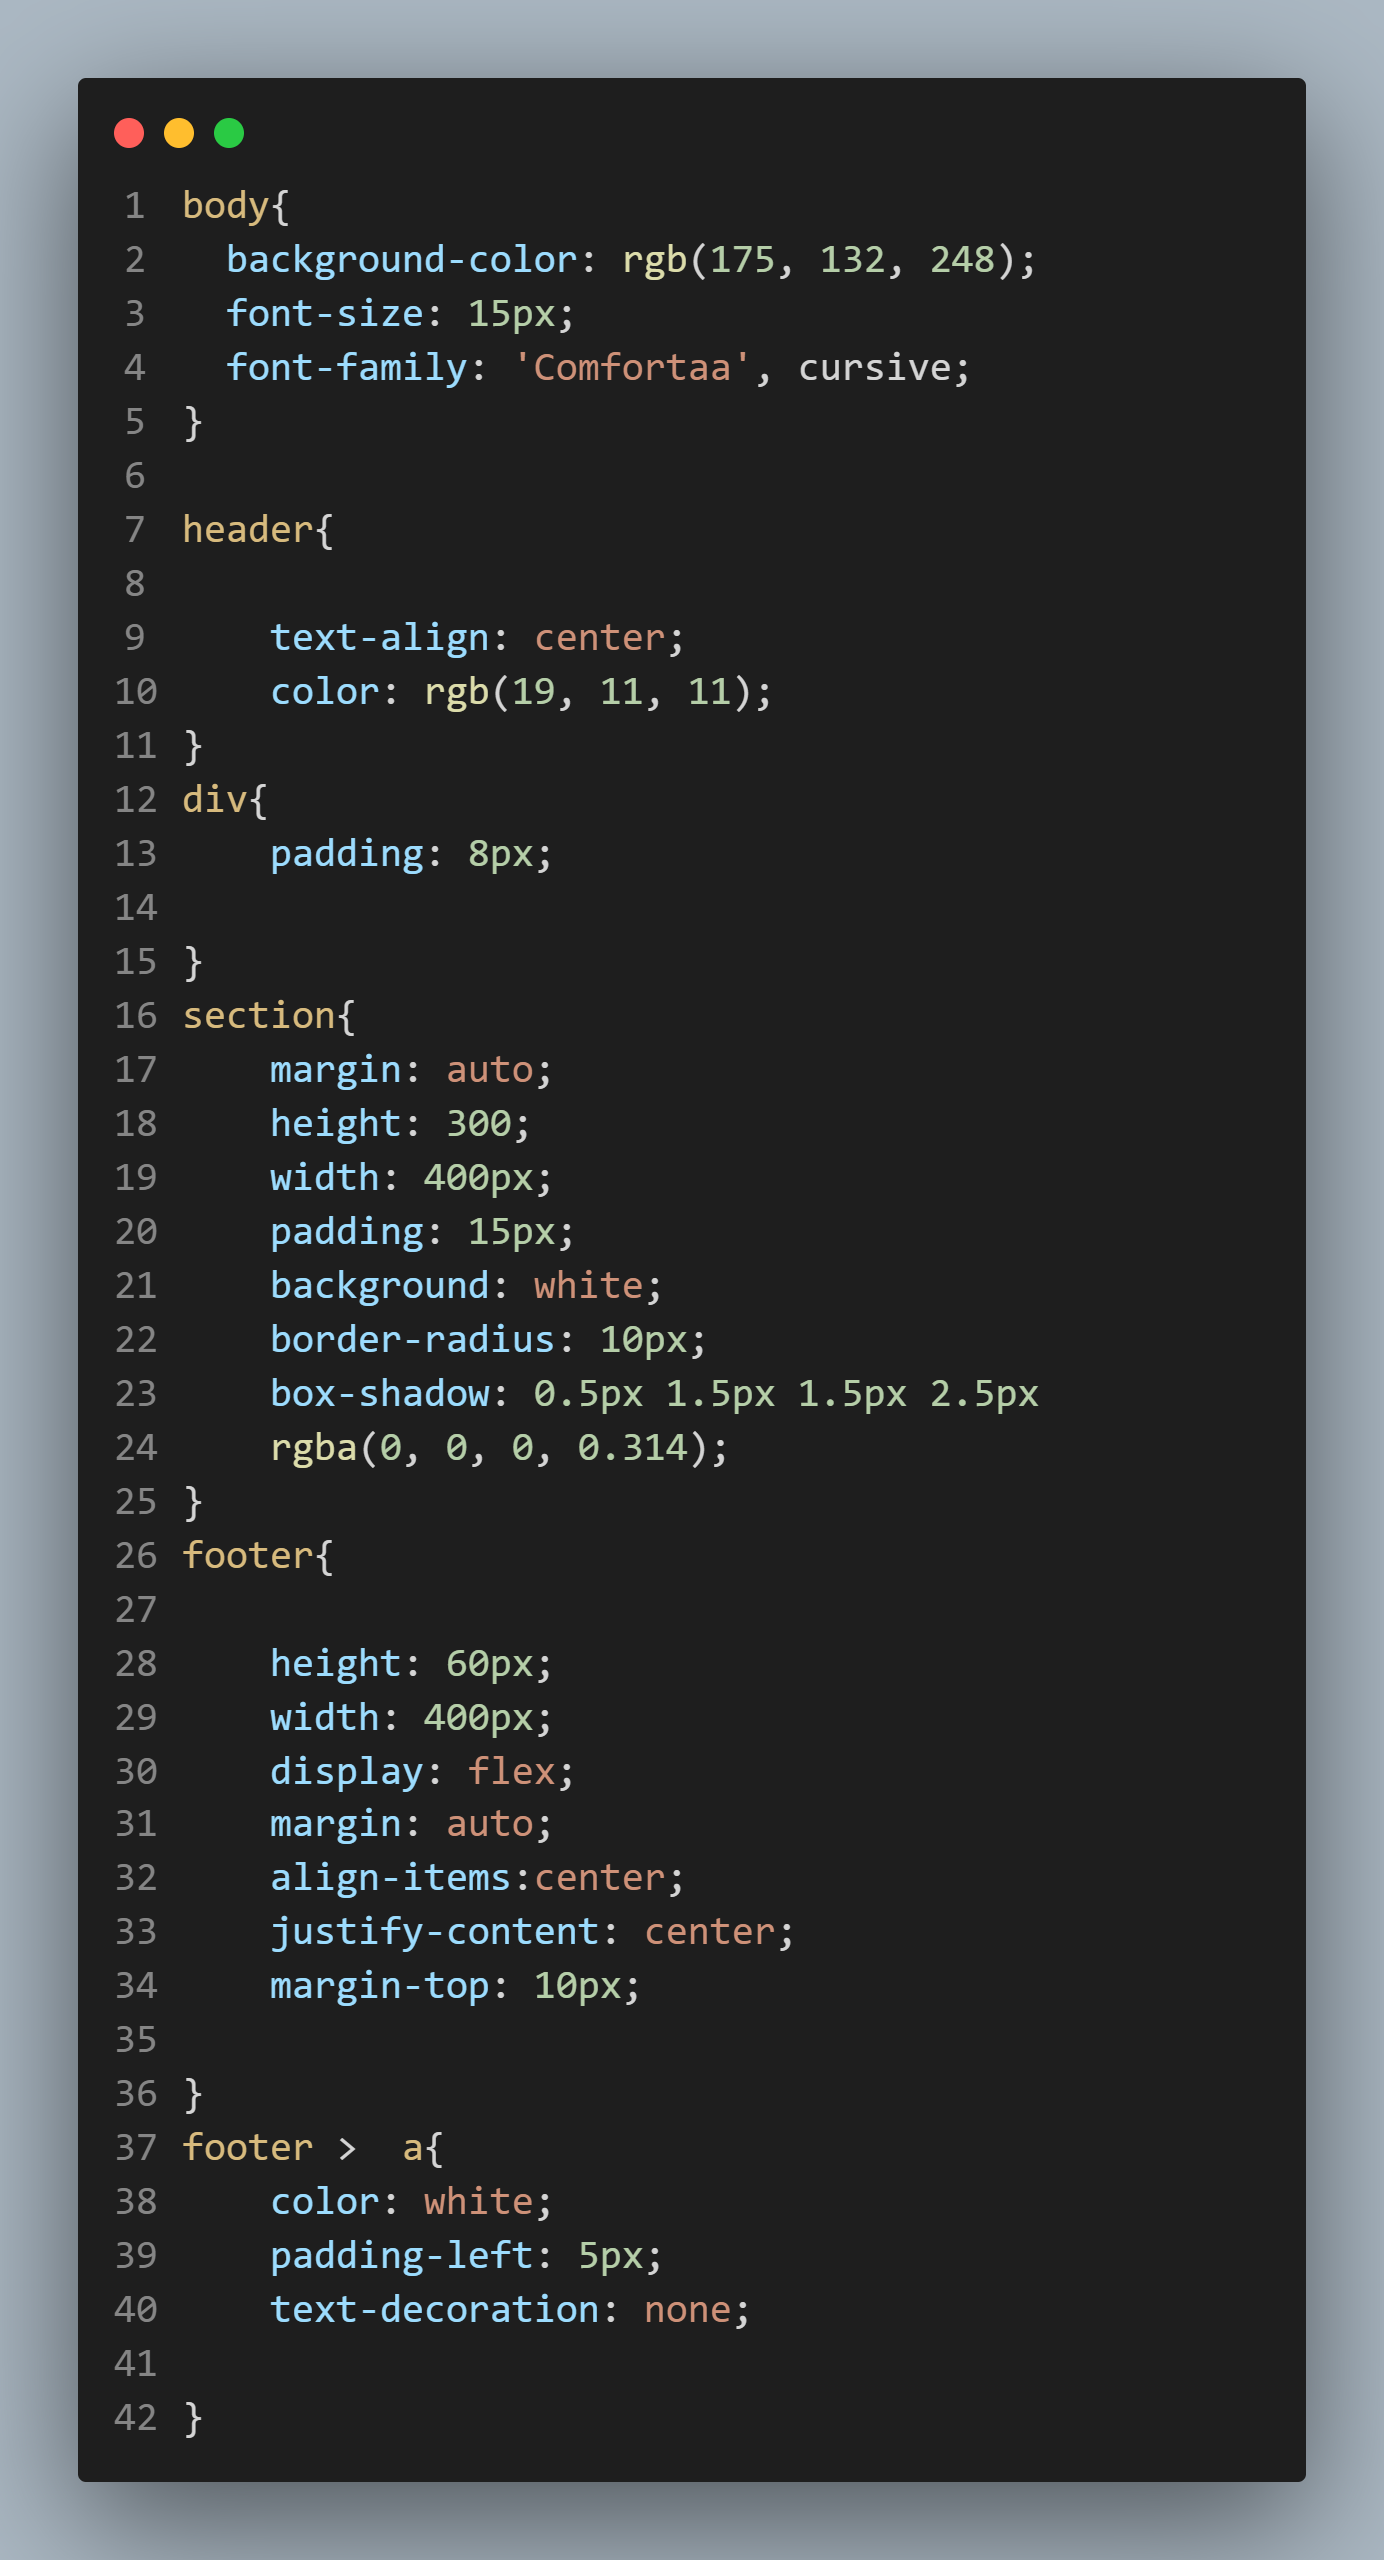 1 body{
2   background-color: rgb(175, 132, 248);
3   font-size: 15px;
4   font-family: 'Comfortaa', cursive;
5 }
6
7 header{
8
9     text-align: center;
10     color: rgb(19, 11, 11);
11 }
12 div{
13     padding: 8px;
14
15 }
16 section{
17     margin: auto;
18     height: 300;
19     width: 400px;
20     padding: 15px;
21     background: white;
22     border-radius: 10px;
23     box-shadow: 0.5px 1.5px 1.5px 2.5px
24     rgba(0, 0, 0, 0.314);
25 }
26 footer{
27
28     height: 60px;
29     width: 400px;
30     display: flex;
31     margin: auto;
32     align-items:center;
33     justify-content: center;
34     margin-top: 10px;
35
36 }
37 footer >  a{
38     color: white;
39     padding-left: 5px;
40     text-decoration: none;
41
42 }